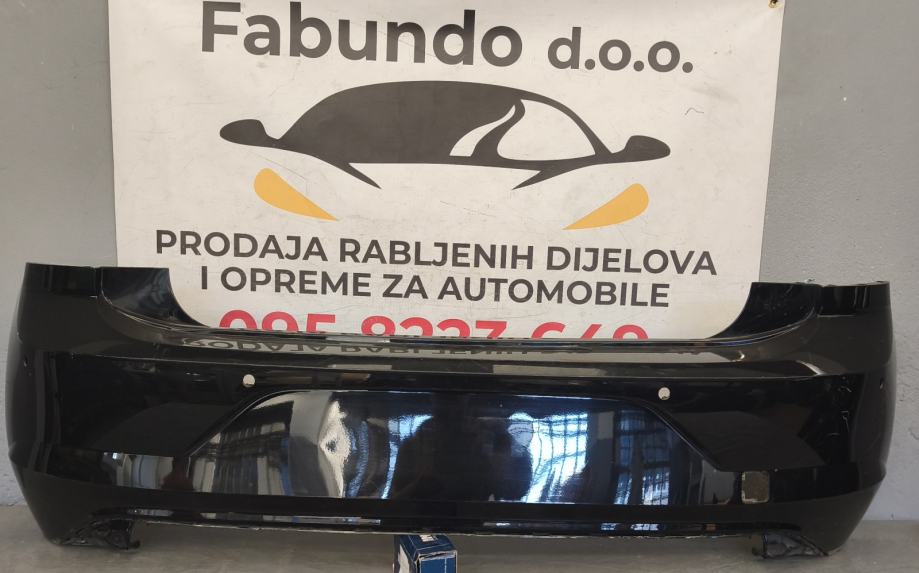 Fabundo d.o.o.
PRODAJA RABLJENIH DIJELOVA
I OPREME ZA AUTOMOBILE